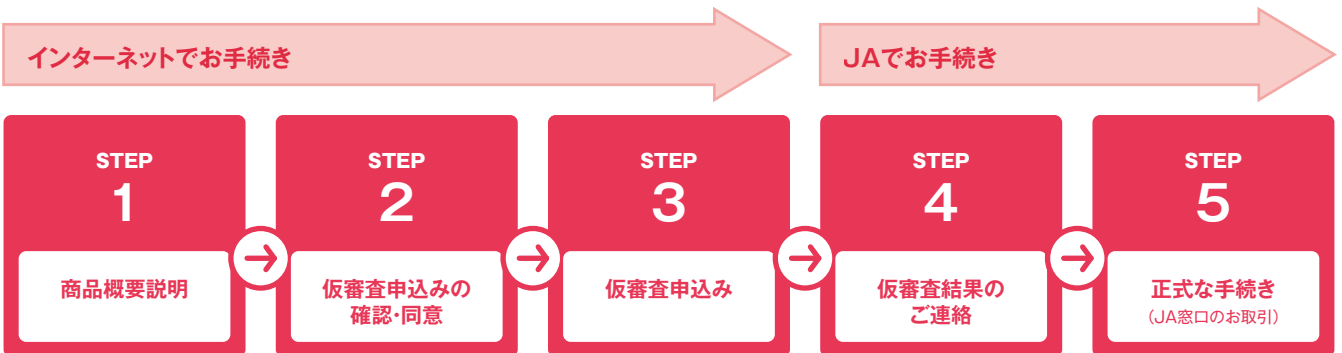 インターネットでお手続き
JAでお手続き
STEP
1
商品概要説明
STEP
2
仮審査申込みの
確認・同意
STEP
3
仮審査申込み
STEP
4
仮審査結果の
ご連絡
STEP
5
正式な手続き
(JA窓口のお取引)